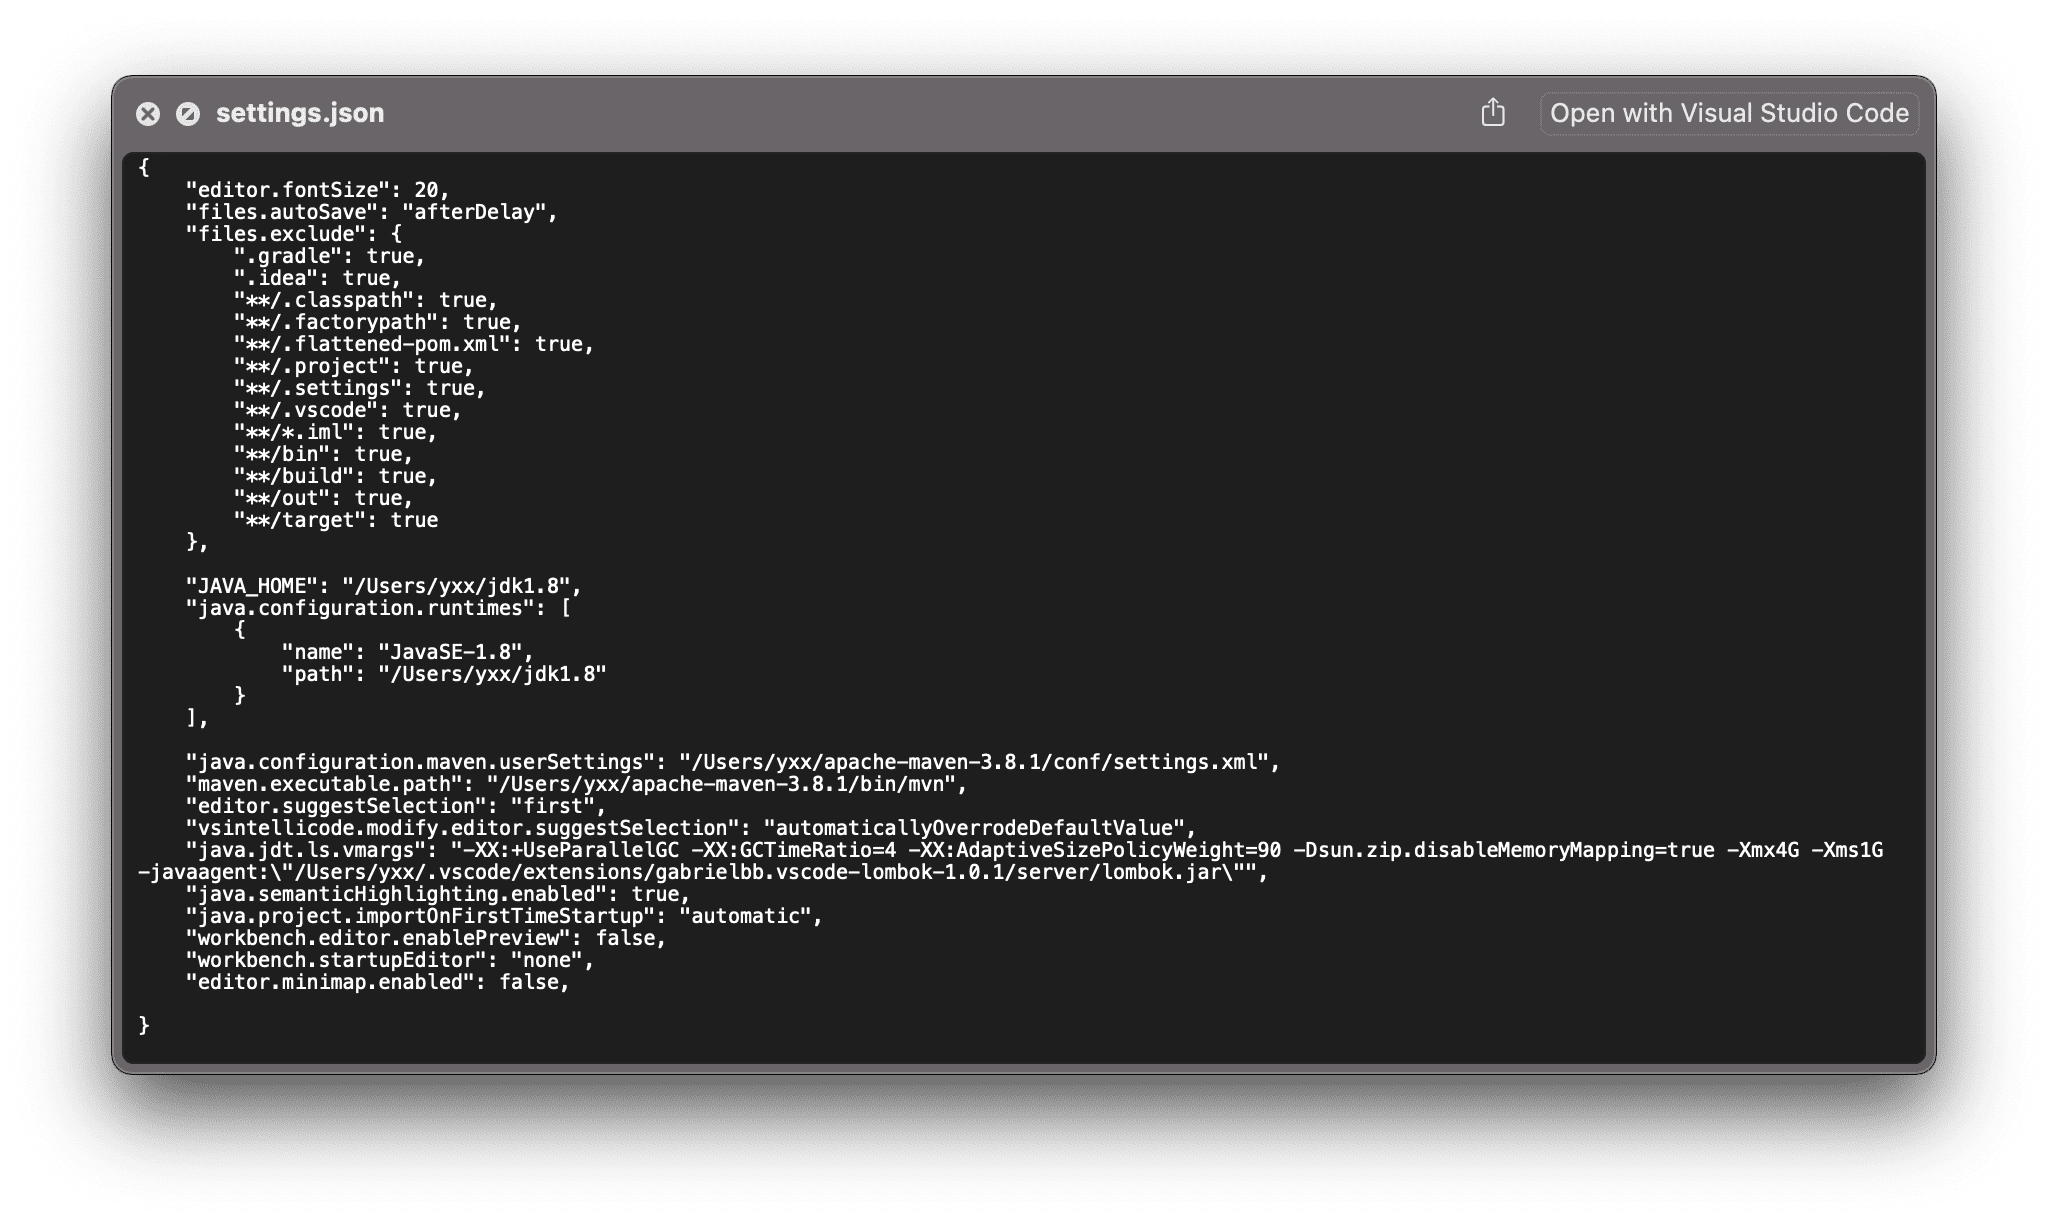 settings.json
Open with Visual Studio Code
{
    "editor.fontSize": 20,
    "files.autoSave": "afterDelay",
    "files.exclude": {
        ".gradle": true,
        ".idea": true,
        "**/.classpath": true,
        "**/.factorypath": true,
        "**/.flattened-pom.xml": true,
        "**/.project": true,
        "**/.settings": true,
        "**/.vscode": true,
        "**/*.iml": true,
        "**/bin": true,
        "**/build": true,
        "**/out": true,
        "**/target": true
    },
    "JAVA_HOME": "/Users/yxx/jdk1.8",
    "java.configuration.runtimes": [
        {
            "name": "JavaSE-1.8",
            "path": "/Users/yxx/jdk1.8"
        }
    ],
    "java.configuration.maven.userSettings": "/Users/yxx/apache-maven-3.8.1/conf/settings.xml",
    "maven.executable.path": "/Users/yxx/apache-maven-3.8.1/bin/mvn",
    "editor.suggestSelection": "first",
    "vsintellicode.modify.editor.suggestSelection": "automaticallyOverrodeDefaultValue",
    "java.jdt.ls.vmargs": "-XX:+UseParallelGC -XX:GCTimeRatio=4 -XX:AdaptiveSizePolicyWeight=90 -Dsun.zip.disableMemoryMapping=true -Xmx4G -Xms1G
-javaagent:\"/Users/yxx/.vscode/extensions/gabrielbb.vscode-lombok-1.0.1/server/lombok.jar\"",
    "java.semanticHighlighting.enabled": true,
    "java.project.importOnFirstTimeStartup": "automatic",
    "workbench.editor.enablePreview": false,
    "workbench.startupEditor": "none",
    "editor.minimap.enabled": false,
}